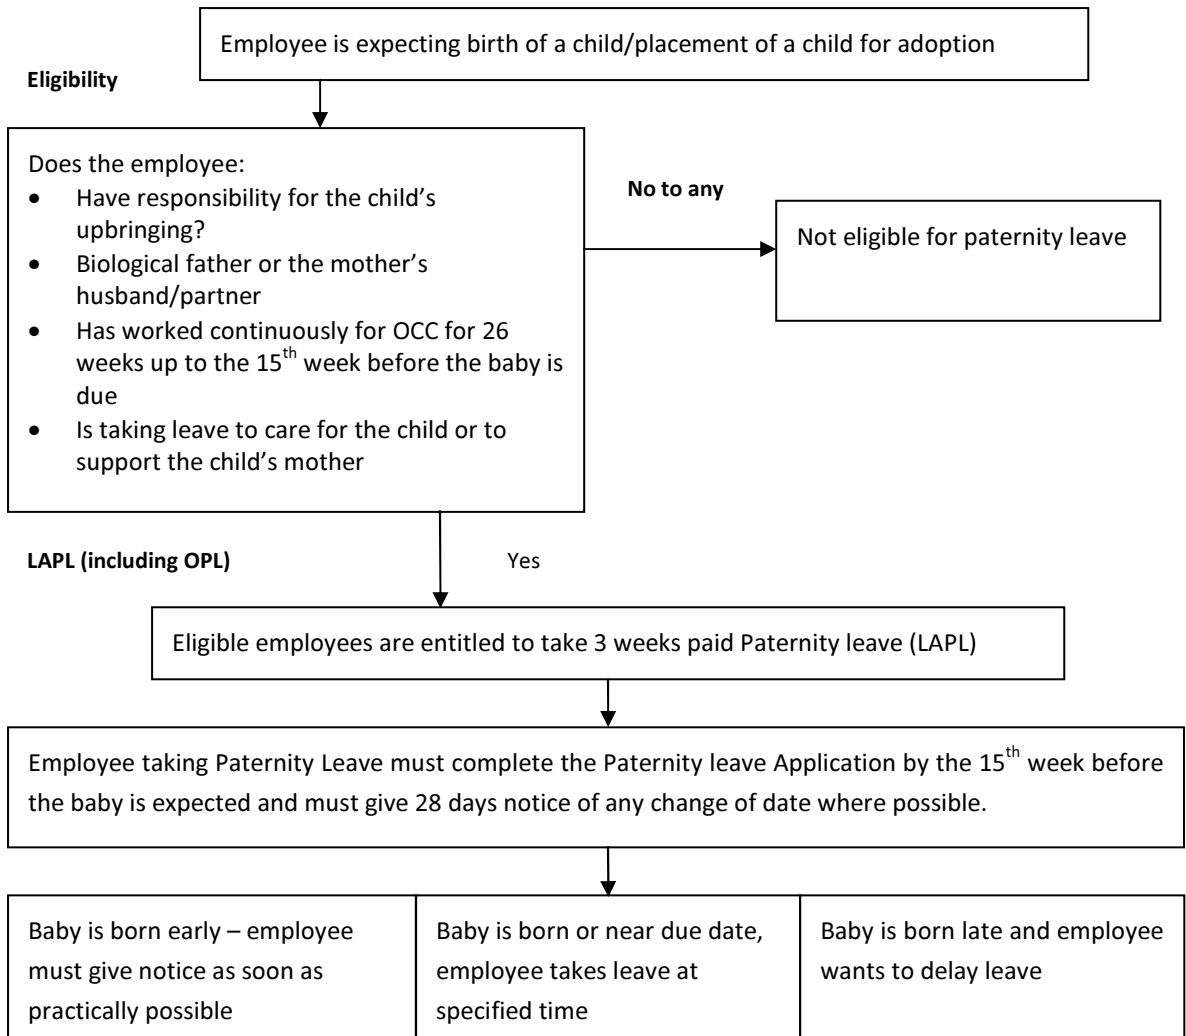 Employee is expecting birth of a child/placement of a child for adoption
Eligibility
Does the employee:
• Have responsibility for the child's
upbringing?
• Biological father or the mother's
husband/partner
• Has worked continuously for OCC for 26
weeks up to the 15th week before the baby is
due
• Is taking leave to care for the child or to
support the child's mother
No to any
Not eligible for paternity leave
LAPL (including OPL)
Yes
Eligible employees are entitled to take 3 weeks paid Paternity leave (LAPL)
Employee taking Paternity Leave must complete the Paternity leave Application by the 15th week before
the baby is expected and must give 28 days notice of any change of date where possible.
Baby is born early – employee
must give notice as soon as
practically possible
Baby is born or near due date,
employee takes leave at
specified time
Baby is born late and employee
wants to delay leave